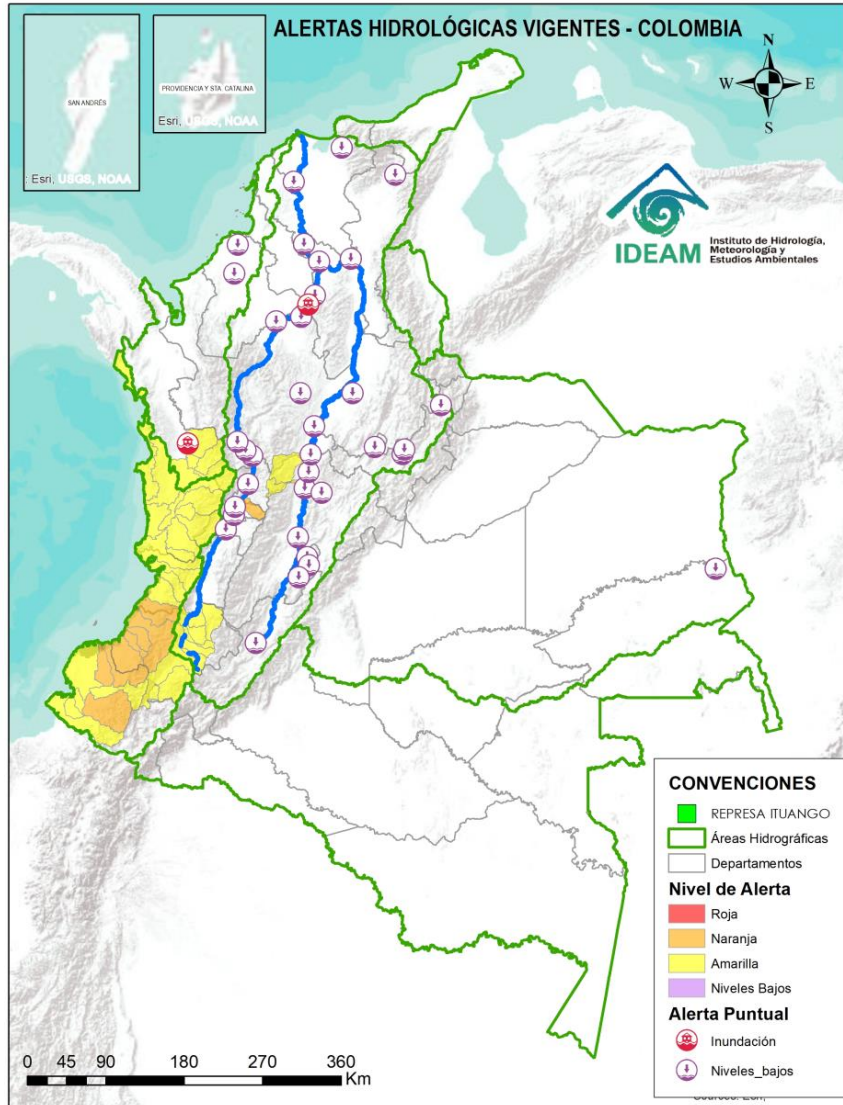 ALERTAS HIDROLÓGICAS VIGENTES - COLOMBIA
SAN ANDRÉS
: Esri, USGS, NOAA
PROVIDENCIA Y STA. CATALINA
Esri, USGS, NOAA
N
W
E
S
IDEAM
Instituto de Hidrología,
Meteorología y
Estudios Ambientales
CONVENCIONES
REPRESA ITUANGO
Áreas Hidrográficas
Departamentos
Nivel de Alerta
Roja
Naranja
Amarilla
Niveles Bajos
Alerta Puntual
Inundación
Niveles_bajos
0 45 90 180 270 360
Km
Sources: Esri,